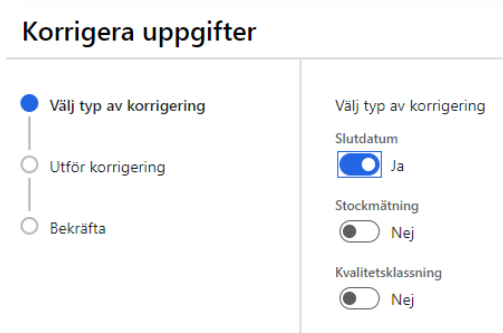 Korrigera uppgifter
Välj typ av korrigering
Utför korrigering
Bekräfta
Välj typ av korrigering
Slutdatum
Ja
Stockmätning
Nej
Kvalitetsklassning
Nej